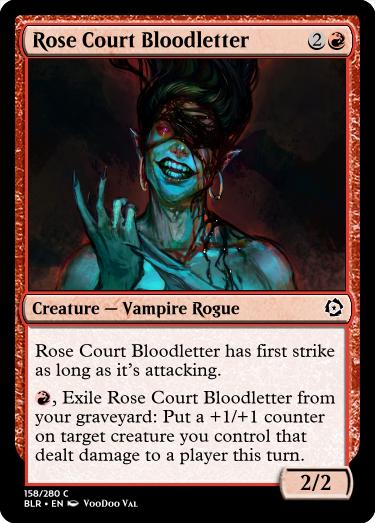 Rose Court Bloodletter 2
Creature — Vampire Rogue
Rose Court Bloodletter has first strike
as long as it's attacking.
, Exile Rose Court Bloodletter from
your graveyard: Put a +1/+1 counter
on target creature you control that
dealt damage to a player this turn.
2/2
158/280 C
BLR • EN VooDoo Val